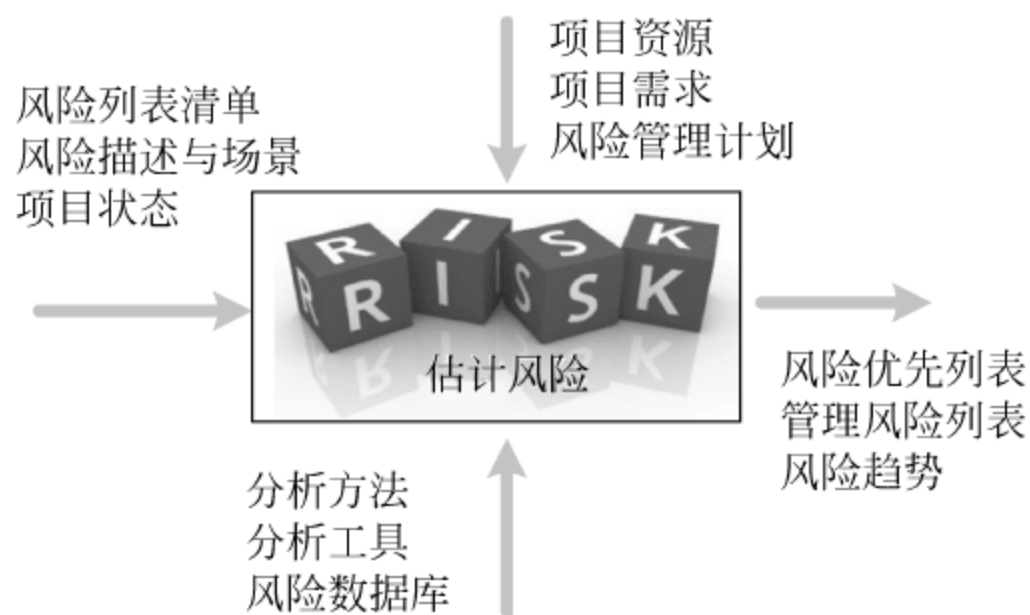 项目资源
项目需求
风险管理计划
风险列表清单
风险描述与场景
项目状态
R I S K
R R I S S K
估计风险
风险优先列表
管理风险列表
风险趋势
分析方法
分析工具
风险数据库